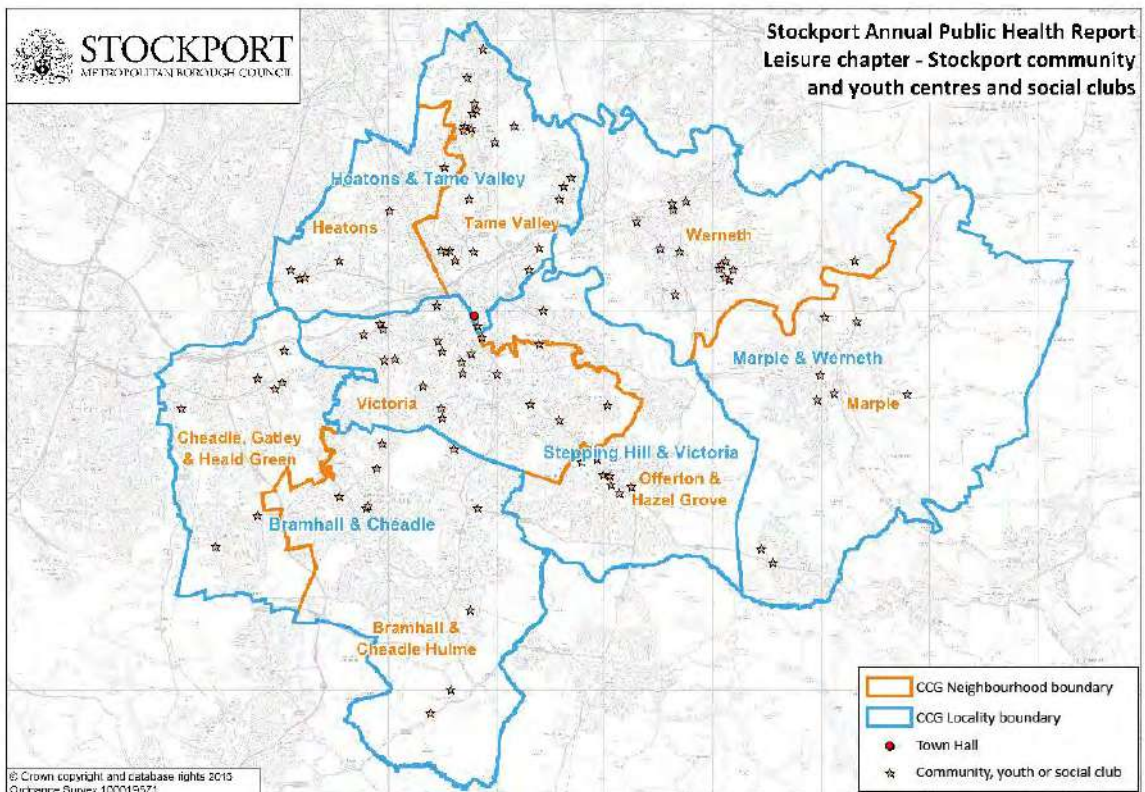 STOCKPORT
METROPOLITAN BOROUGH COUNCIL
Stockport Annual Public Health Report
Leisure chapter - Stockport community
and youth centres and social clubs
Heatons & Tame Valley
Heatons
Tame Valley
Werneth
Marple & Werneth
Marple
Victoria
Cheadle, Gatley
& Heald Green
Stepping Hill & Victoria
Offerton &
Hazel Grove
Bramhall & Cheadle
Bramhall &
Cheadle Hulme
CCG Neighbourhood boundary
CCG Locality boundary
Town Hall
Community, youth or social club
© Crown copyright and database rights 2015
Ordnance Survey 100019571